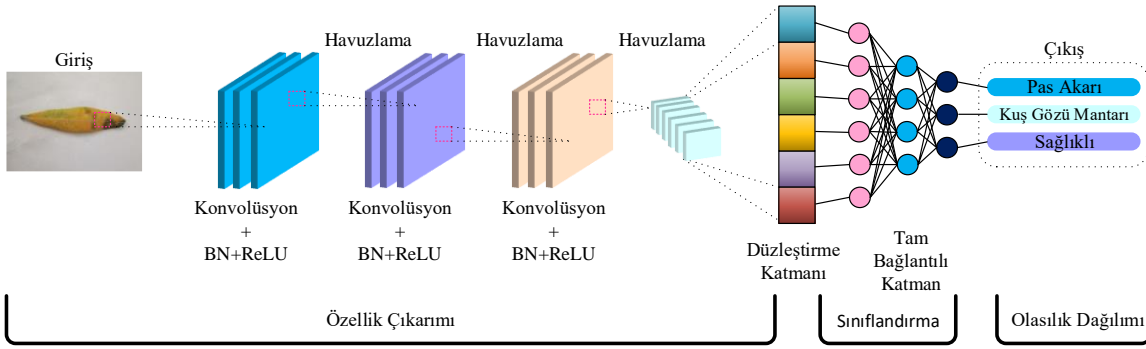 Giriş
Havuzlama
Havuzlama
Havuzlama
Konvolüsyon
+
BN+ReLU
Konvolüsyon
+
BN+ReLU
Konvolüsyon
+
BN+ReLU
Düzleştirme
Katmanı
Tam
Bağlantılı
Katman
Çıkış
Pas Akarı
Kuş Gözü Mantarı
Sağlıklı
Özellik Çıkarımı
Sınıflandırma
Olasılık Dağılımı